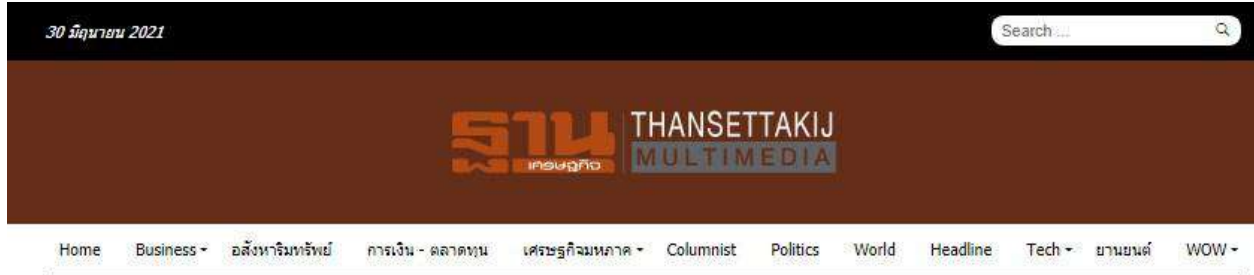 30 มิถุนายน 2021
Search ...
ฐาน
เศรษฐกิจ
THANSETTAKIJ
MULTIMEDIA
Home Business อสังหาริมทรัพย์ การเงิน - ตลาดทุน เศรษฐกิจมหภาค Columnist Politics World Headline Tech ยานยนต์ WOW